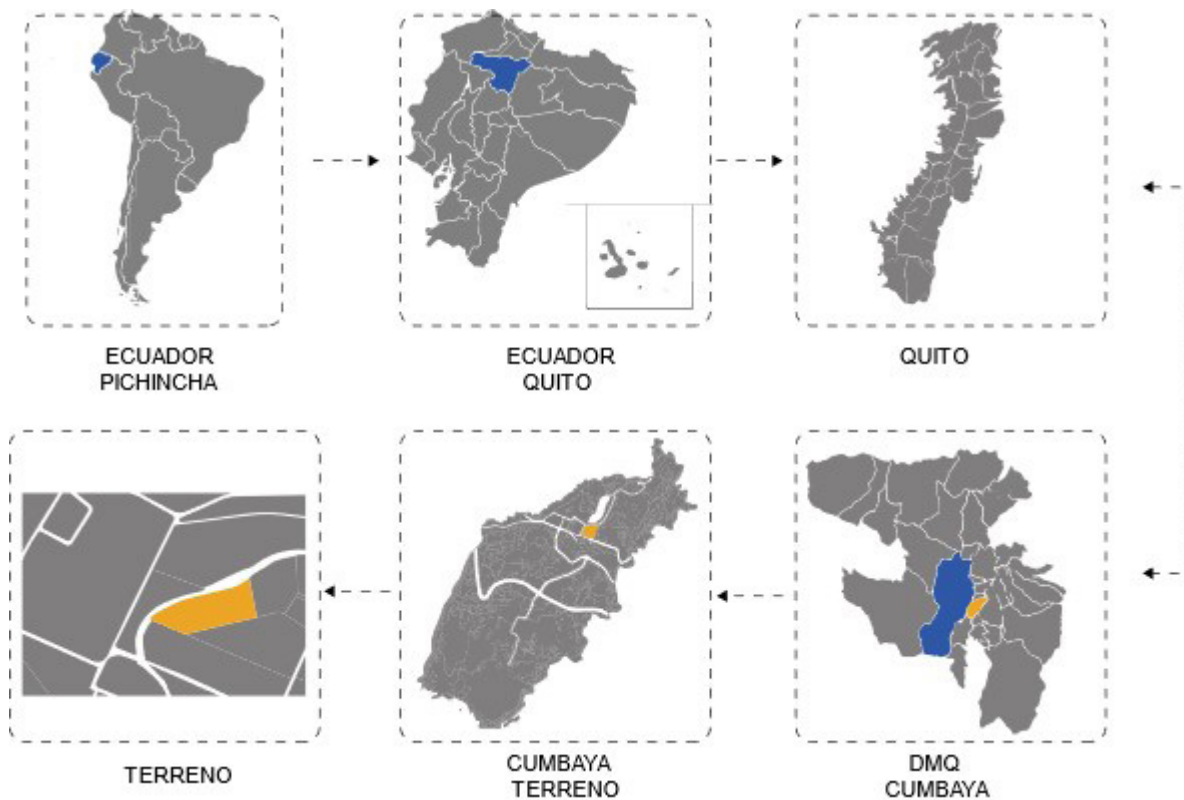 ECUADOR
PICHINCHA
ECUADOR
QUITO
QUITO
TERRENO
CUMBAYA
TERRENO
DMQ
CUMBAYA